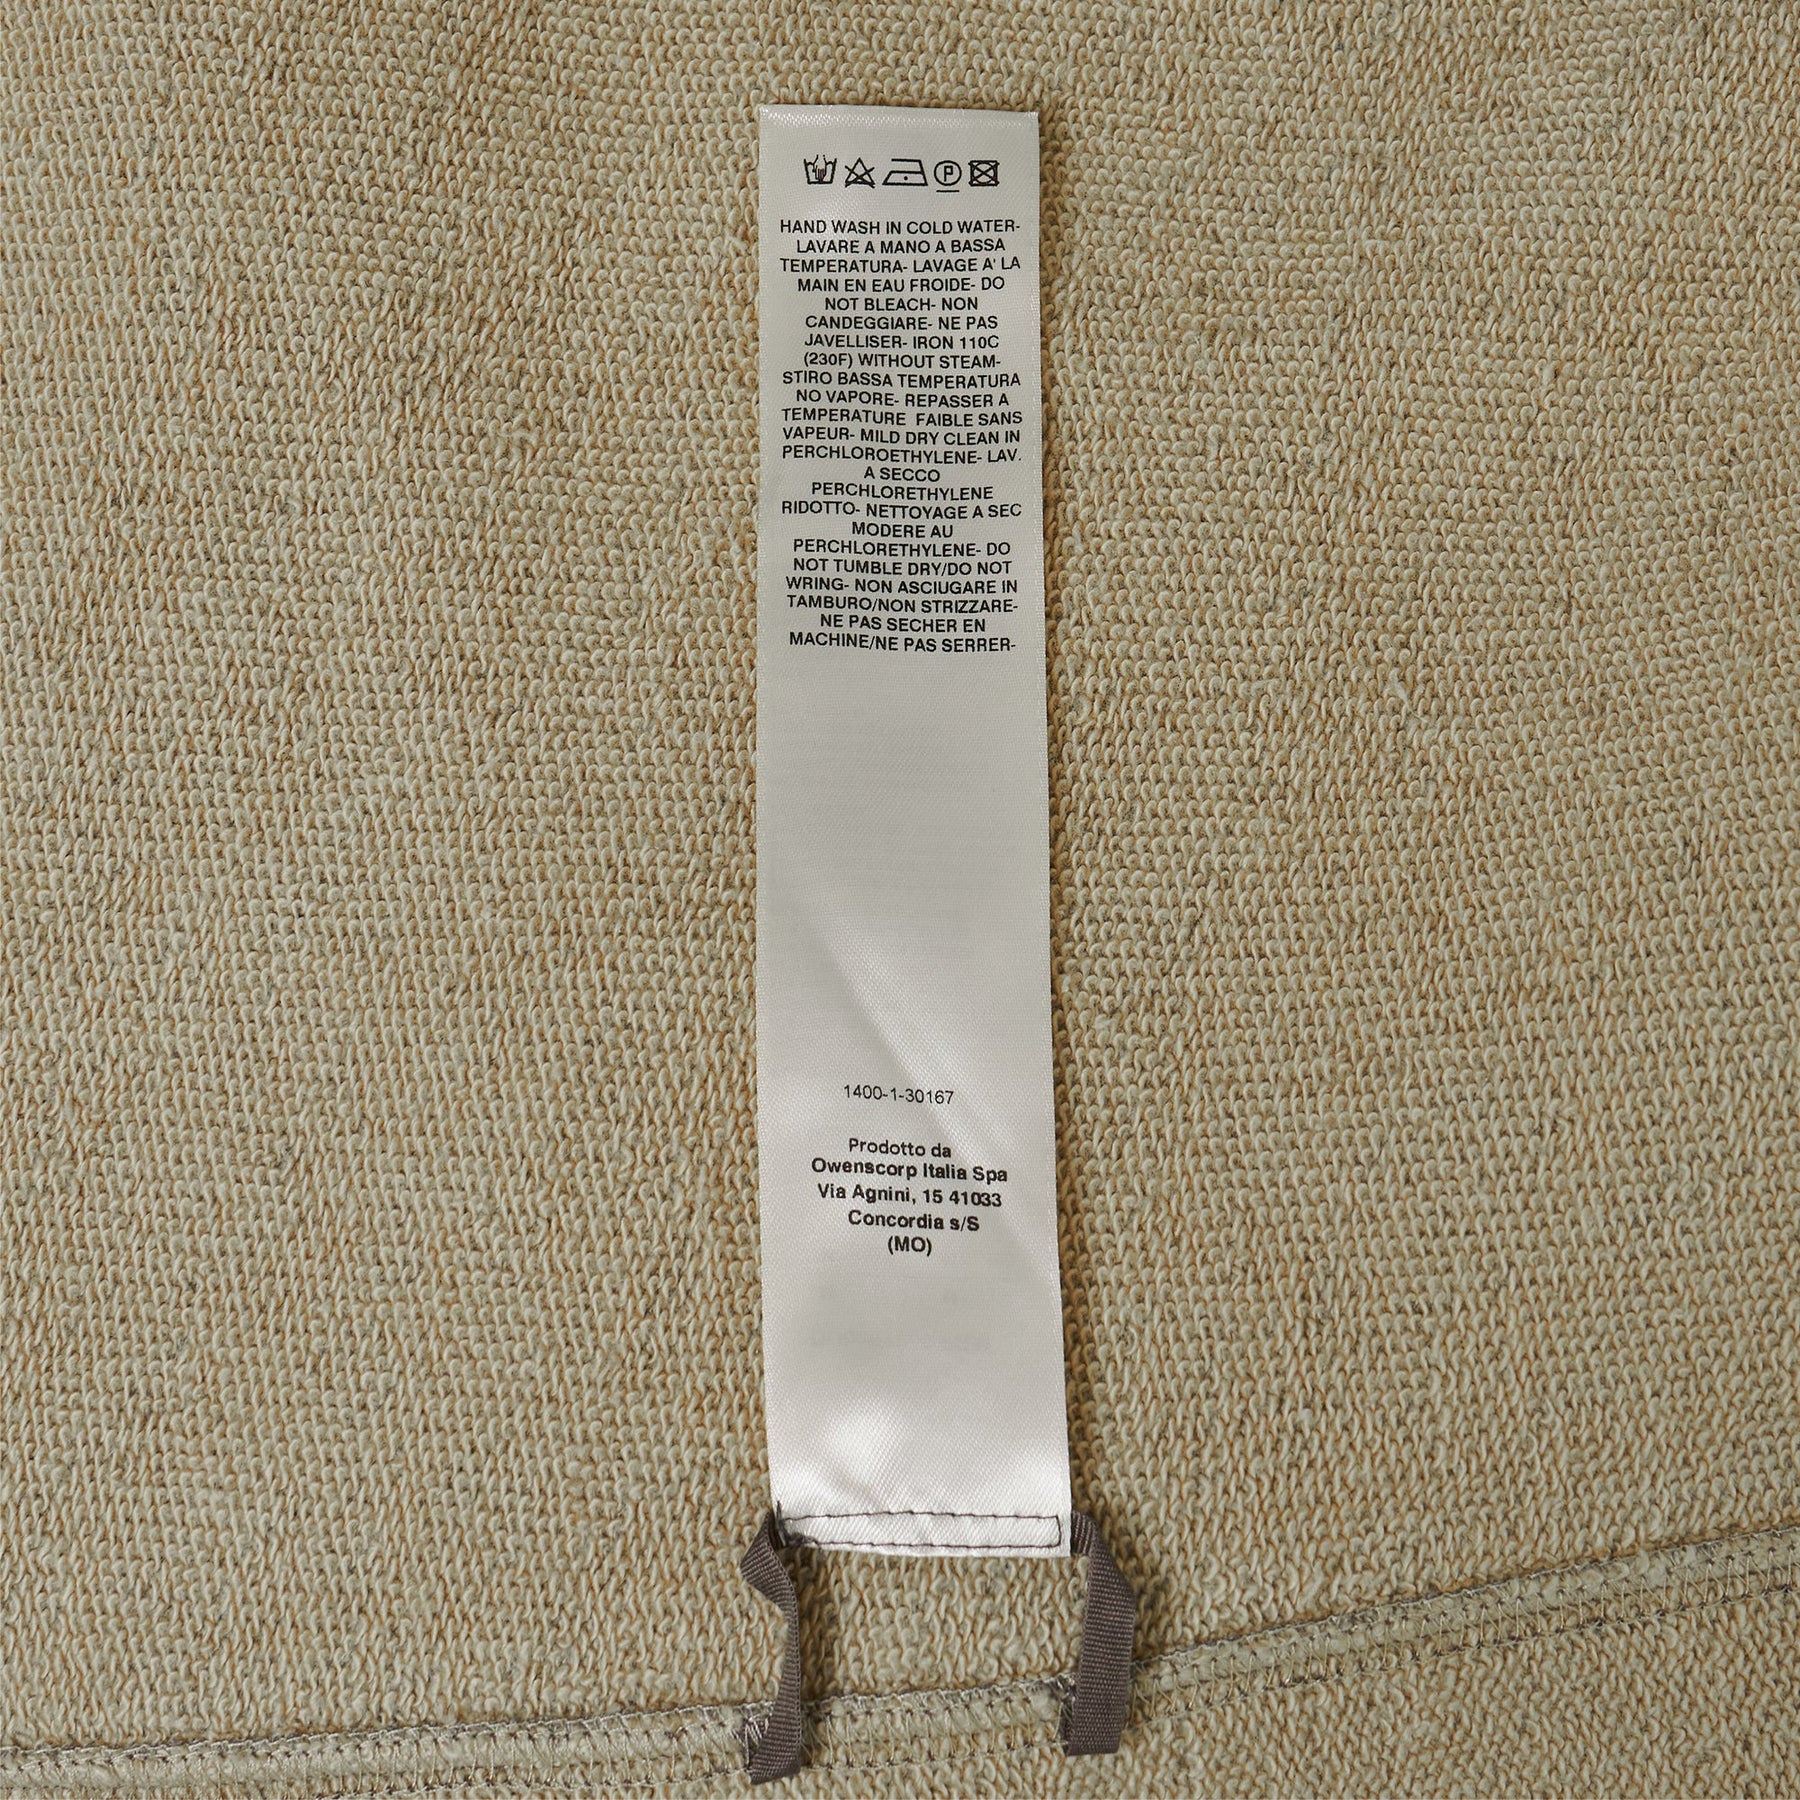 P
HAND WASH IN COLD WATER-
LAVARE A MANO A BASSA
TEMPERATURA- LAVAGE A' LA
MAIN EN EAU FROIDE- DO
NOT BLEACH- NON
CANDEGGIARE- NE PAS
JAVELLISER- IRON 110C
(230F) WITHOUT STEAM-
STIRO BASSA TEMPERATURA
NO VAPORE- REPASSER A
TEMPERATURE FAIBLE SANS
VAPEUR- MILD DRY CLEAN IN
PERCHLOROETHYLENE- LAV.
A SECCO
PERCHLORETHYLENE
RIDOTTO- NETTOYAGE A SEC
MODERE AU
PERCHLORETHYLENE- DO
NOT TUMBLE DRY/DO NOT
WRING- NON ASCIUGARE IN
TAMBURO/NON STRIZZARE-
NE PAS SECHER EN
MACHINE/NE PAS SERRER-
1400-1-30167
Prodotto da
Owenscorp Italia Spa
Via Agnini, 15 41033
Concordia s/S
(MO)